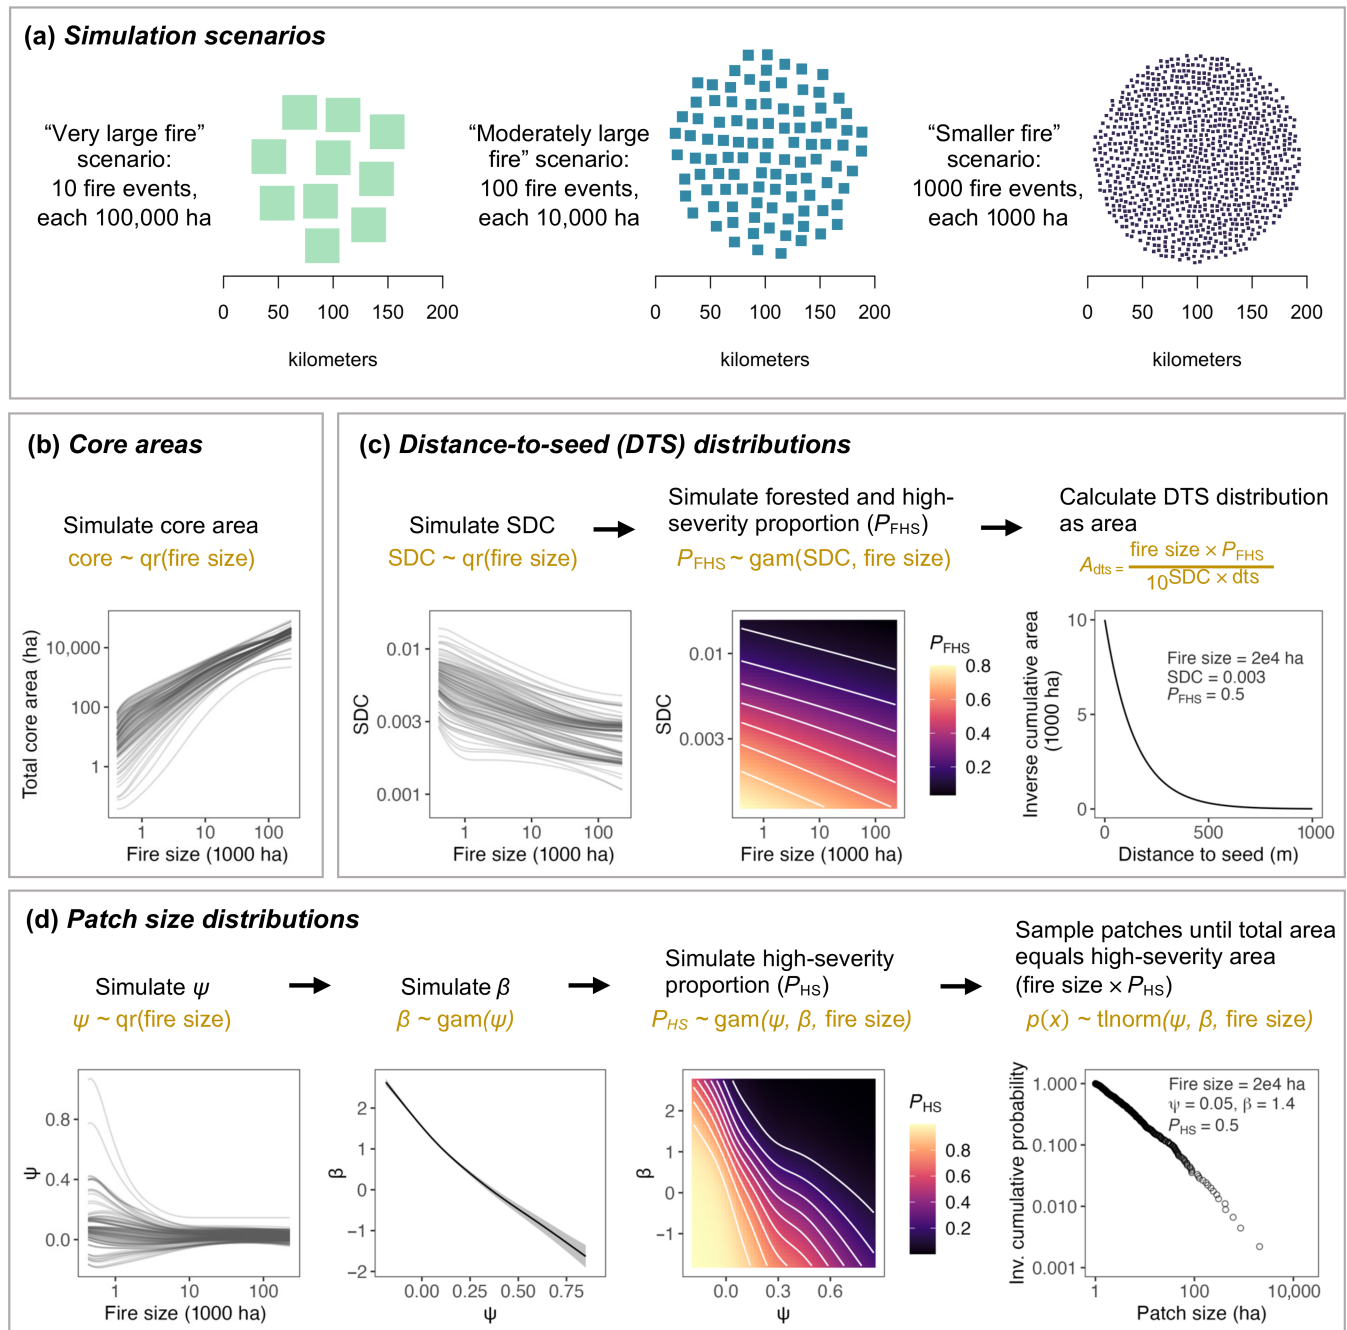 (a) Simulation scenarios
“Very large fire”
scenario:
10 fire events,
each 100,000 ha
0 50 100 150 200
kilometers
“Moderately large
fire” scenario:
100 fire events,
each 10,000 ha
0 50 100 150 200
kilometers
“Smaller fire”
scenario:
1000 fire events,
each 1000 ha
0 50 100 150 200
kilometers
(b) Core areas
Simulate core area
core ~ qr(fire size)
Total core area (ha)
10,000
100
1
1 10 100
Fire size (1000 ha)
(c) Distance-to-seed (DTS) distributions
Simulate SDC
SDC ~ qr(fire size)
SDC
0.01
0.003
0.001
1 10 100
Fire size (1000 ha)
Simulate forested and high-
severity proportion (PFHS)
PFHS ~ gam(SDC, fire size)
SDC
0.01
0.003
1 10 100
Fire size (1000 ha)
PFHS
0.8
0.6
0.4
0.2
Calculate DTS distribution
as area
Adts = fire size × PFHS
10SDC × dts
Inverse cumulative area
(1000 ha)
10
5
0
Fire size = 2e4 ha
SDC = 0.003
PFHS = 0.5
0 500 1000
Distance to seed (m)
(d) Patch size distributions
Simulate ψ
ψ ~ qr(fire size)
ψ
0.8
0.4
0.0
1 10 100
Fire size (1000 ha)
Simulate β
β ~ gam(ψ)
β
2
1
0
−1
−2
0.00 0.25 0.50 0.75
ψ
Simulate high-severity
proportion (PHS)
PHS ~ gam(ψ, β, fire size)
β
2
1
0
−1
0.0 0.3 0.6
ψ
PHS
0.8
0.6
0.4
0.2
Sample patches until total area
equals high-severity area
(fire size × PHS)
p(x) ~ tlnorm(ψ, β, fire size)
Inv. cumulative probability
1.000
0.100
0.010
0.001
Fire size = 2e4 ha
ψ = 0.05, β = 1.4
PHS = 0.5
1 100 10,000
Patch size (ha)